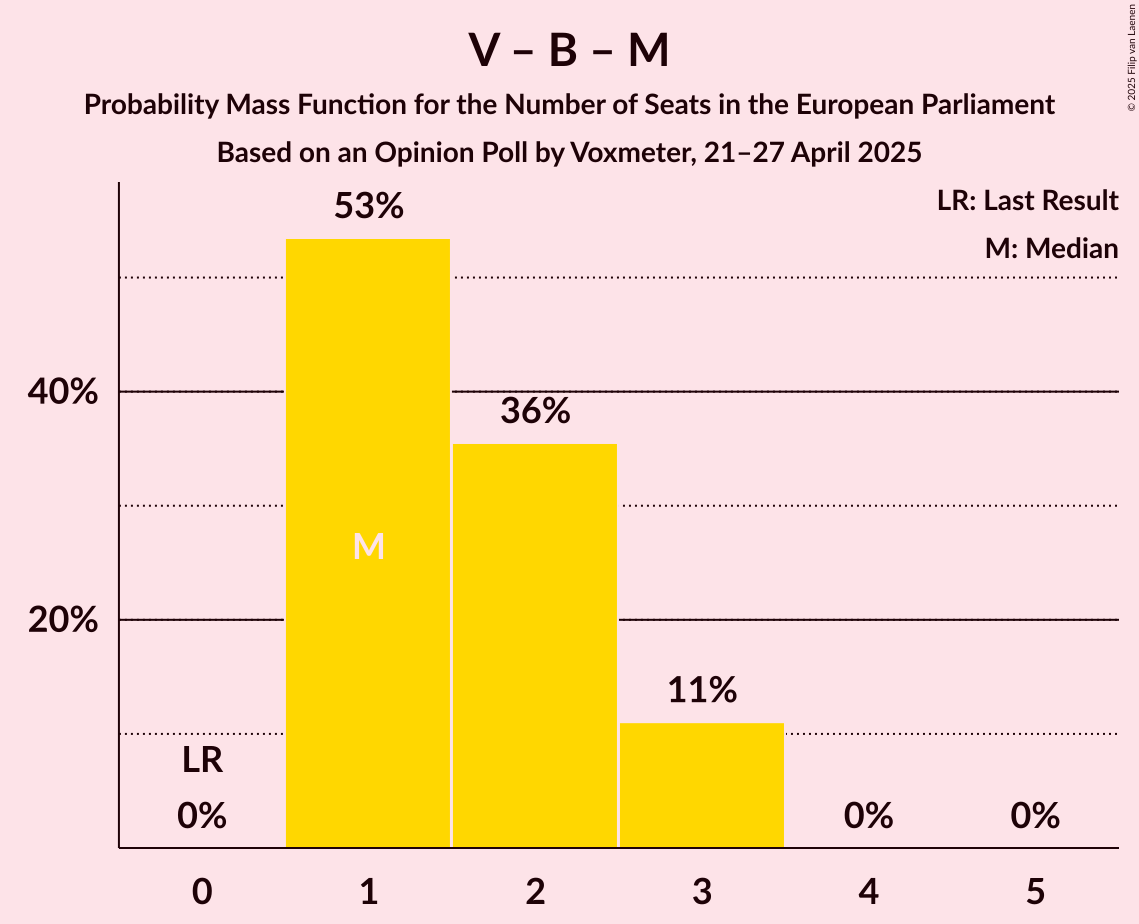 V – B – M
Probability Mass Function for the Number of Seats in the European Parliament
Based on an Opinion Poll by Voxmeter, 21–27 April 2025
© 2025 Filip van Laenen
LR: Last Result
M: Median
53%
40%
36%
M
20%
11%
LR
0%
0%
0%
0 1 2 3 4 5